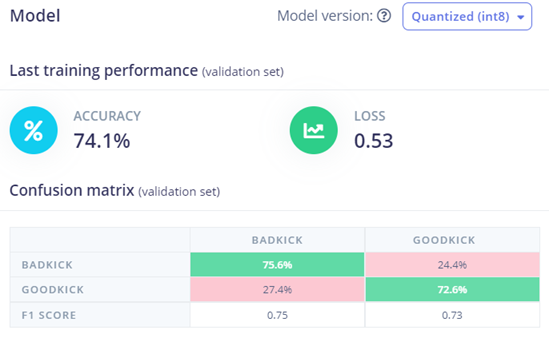 Model Model version: ? Quantized (int8)
Last training performance (validation set)
% ACCURACY LOSS
74.1% 0.53
Confusion matrix (validation set)
BADKICK GOODKICK
BADKICK 75.6% 24.4%
GOODKICK 27.4% 72.6%
F1 SCORE 0.75 0.73